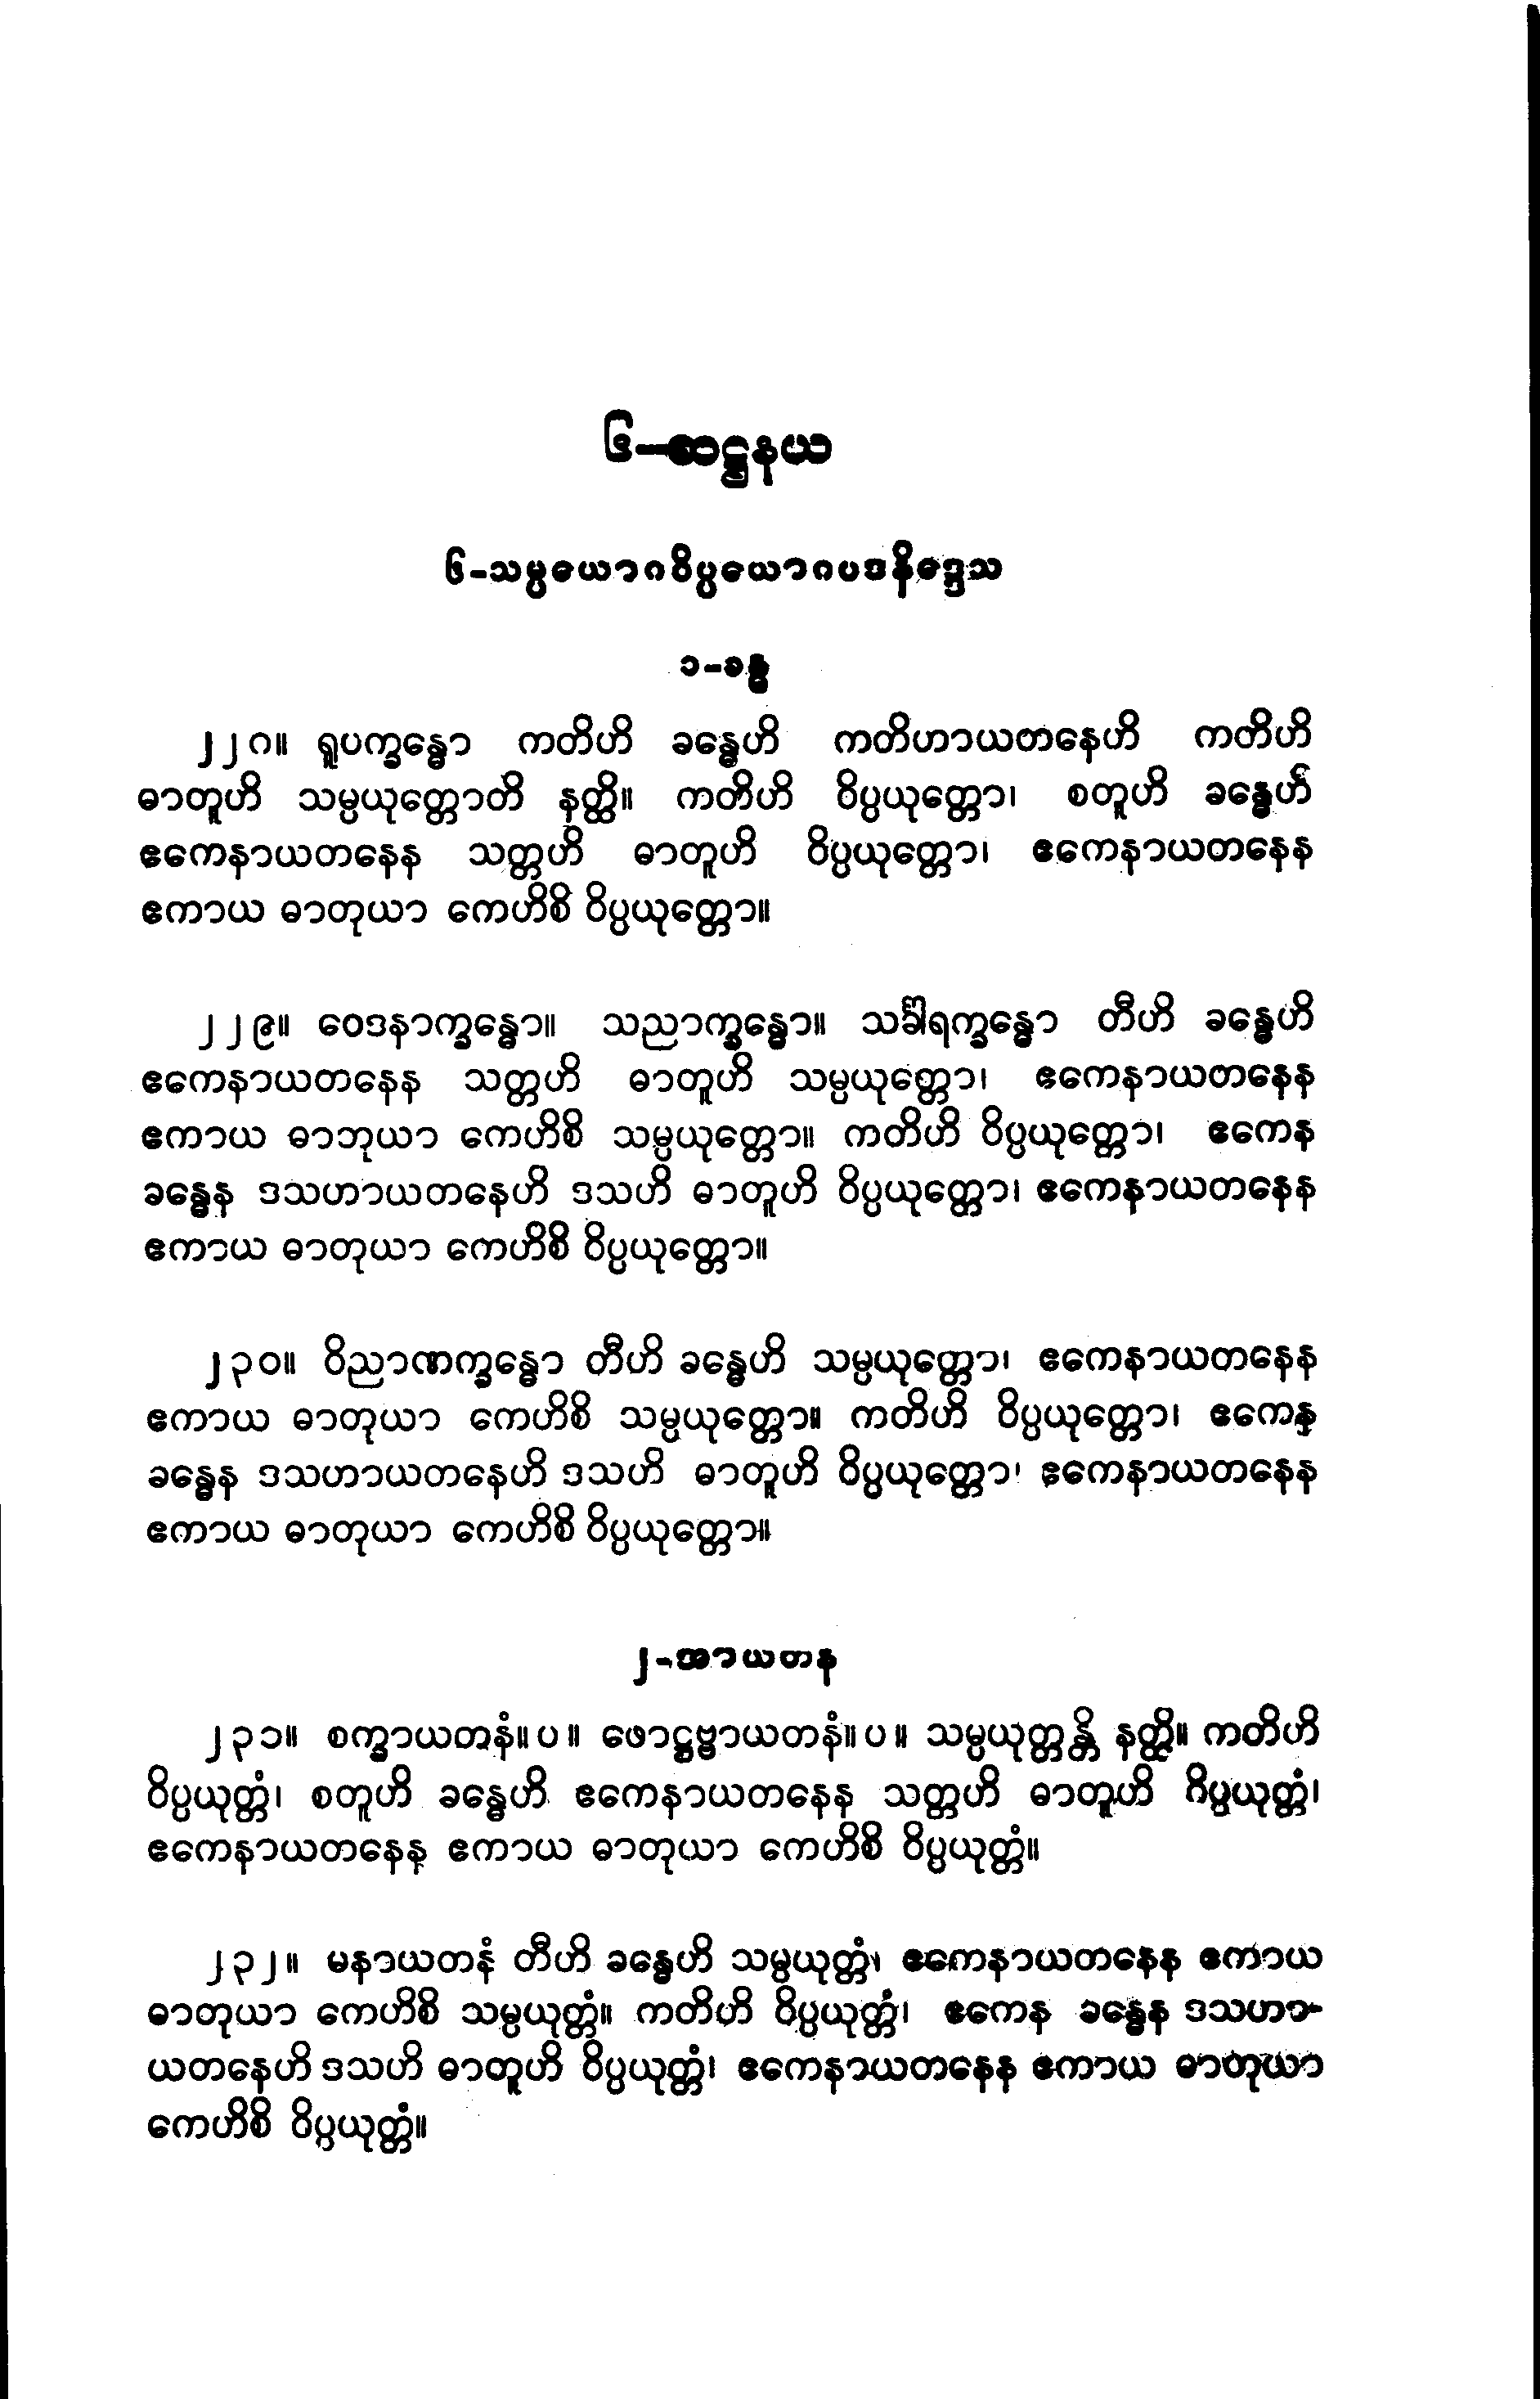 ၆-ဆဋ္ဌနယ
၆-သမ္ပယောဂဝိပ္ပယောဂပဒနိဒ္ဒေသ
၁-ခန္ဓ
၂၂၈။ ရူပက္ခန္ဓော ကတိဟိ ခန္ဓေဟိ ကတိဟာယတနေဟိ ကတိဟိ
ဓာတူဟိ သမ္ပယုတ္တောတိ နတ္ထိ။ ကတိဟိ ဝိပ္ပယုတ္တော၊ စတူဟိ ခန္ဓေဟိ
ဧကေနာယတနေန သတ္တဟိ ဓာတူဟိ ဝိပ္ပယုတ္တော၊ ဧကေနာယတနေန
ဧကာယ ဓာတုယာ ကေဟိစိ ဝိပ္ပယုတ္တော။
၂၂၉။ ဝေဒနာက္ခန္ဓော။ သညာက္ခန္ဓော။ သင်္ခါရက္ခန္ဓော တီဟိ ခန္ဓေဟိ
ဧကေနာယတနေန သတ္တဟိ ဓာတူဟိ သမ္ပယုတ္တော၊ ဧကေနာယတနေန
ဧကာယ ဓာတုယာ ကေဟိစိ သမ္ပယုတ္တော။ ကတိဟိ ဝိပ္ပယုတ္တော၊ ဧကေန
ခန္ဓေန ဒသဟာယတနေဟိ ဒသဟိ ဓာတူဟိ ဝိပ္ပယုတ္တော၊ ဧကေနာယတနေန
ဧကာယ ဓာတုယာ ကေဟိစိ ဝိပ္ပယုတ္တော။
၂၃၀။ ဝိညာဏက္ခန္ဓော တီဟိ ခန္ဓေဟိ သမ္ပယုတ္တော၊ ဧကေနာယတနေန
ဧကာယ ဓာတုယာ ကေဟိစိ သမ္ပယုတ္တော။ ကတိဟိ ဝိပ္ပယုတ္တော၊ ဧကေန
ခန္ဓေန ဒသဟာယတနေဟိ ဒသဟိ ဓာတူဟိ ဝိပ္ပယုတ္တော၊ ဧကေနာယတနေန
ဧကာယ ဓာတုယာ ကေဟိစိ ဝိပ္ပယုတ္တော။
၂-အာယတန
၂၃၁။ စက္ခာယတနံ။ပ။ ဖောဋ္ဌဗ္ဗာယတနံ။ပ။ သမ္ပယုတ္တန္တိ နတ္ထိ။ ကတိဟိ
ဝိပ္ပယုတ္တံ၊ စတူဟိ ခန္ဓေဟိ ဧကေနာယတနေန သတ္တဟိ ဓာတူဟိ ဝိပ္ပယုတ္တံ၊
ဧကေနာယတနေန ဧကာယ ဓာတုယာ ကေဟိစိ ဝိပ္ပယုတ္တံ။
၂၃၂။ မနာယတနံ တီဟိ ခန္ဓေဟိ သမ္ပယုတ္တံ၊ ဧကေနာယတနေန ဧကာယ
ဓာတုယာ ကေဟိစိ သမ္ပယုတ္တံ။ ကတိဟိ ဝိပ္ပယုတ္တံ၊ ဧကေန ခန္ဓေန ဒသဟာ-
ယတနေဟိ ဒသဟိ ဓာတူဟိ ဝိပ္ပယုတ္တံ၊ ဧကေနာယတနေန ဧကာယ ဓာတုယာ
ကေဟိစိ ဝိပ္ပယုတ္တံ။